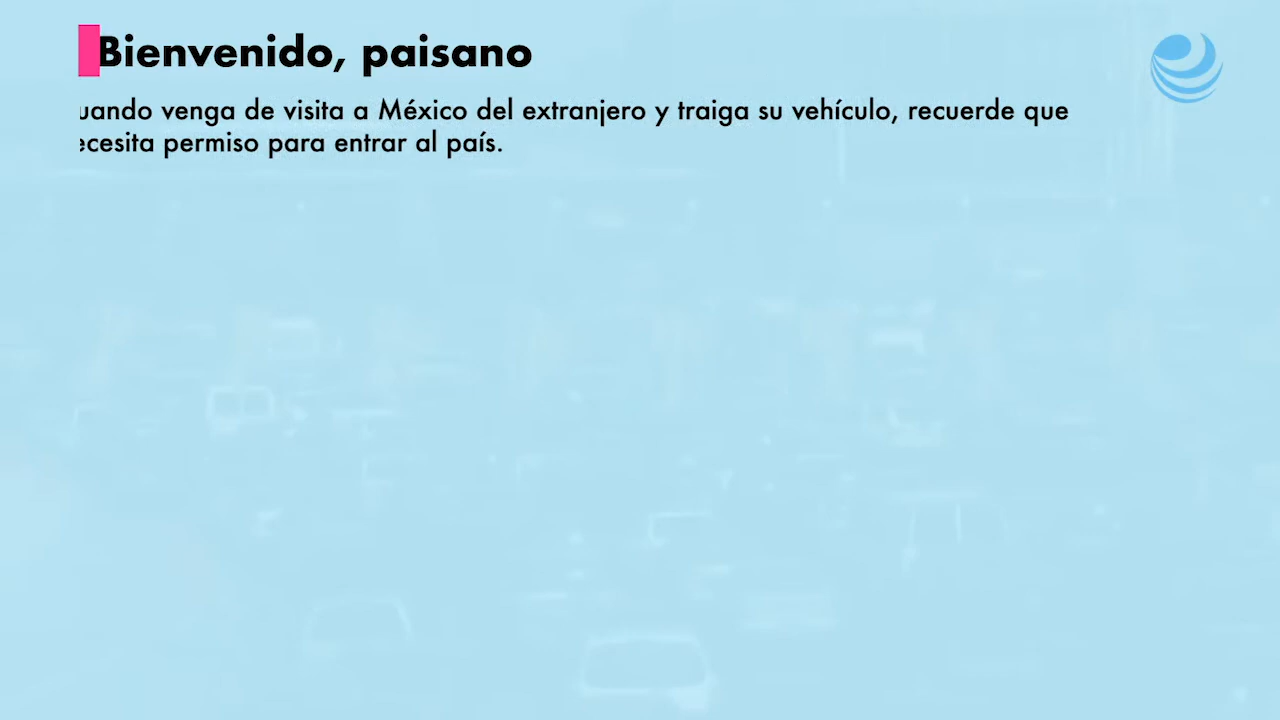 Bienvenido, paisano
uando venga de visita a México del extranjero y traiga su vehículo, recuerde que
ecesita permiso para entrar al país.